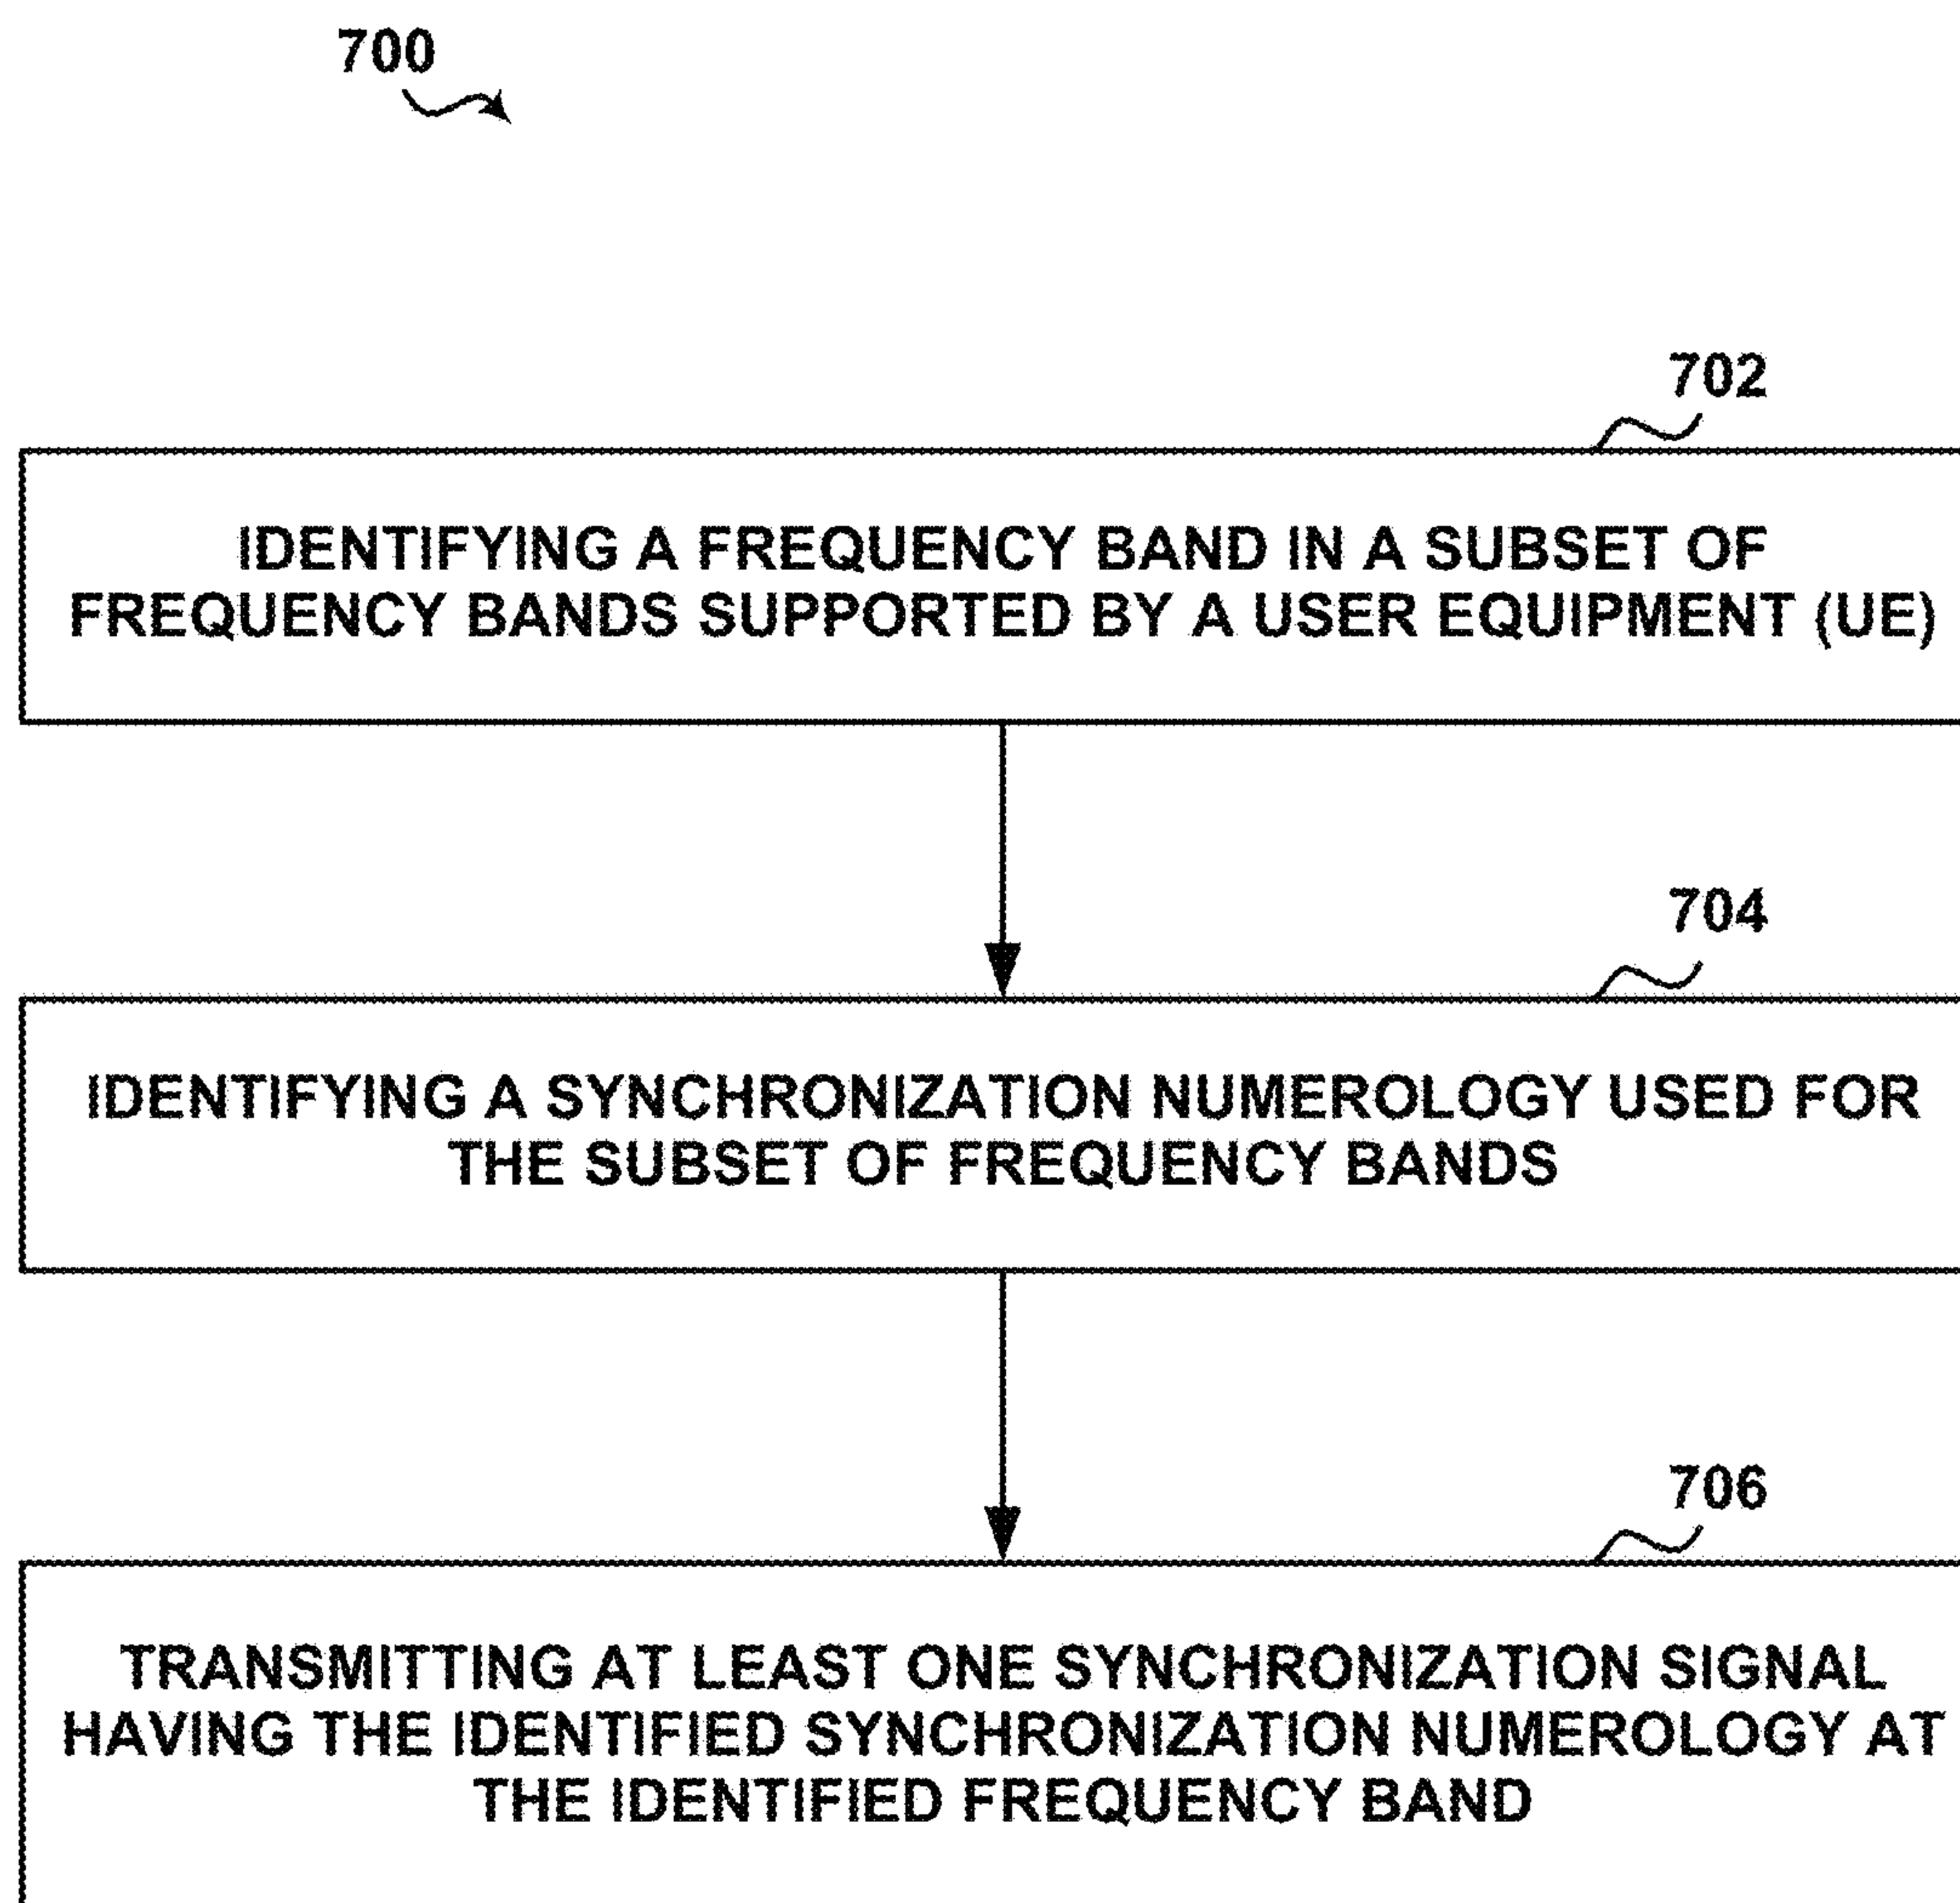 700
702
IDENTIFYING A FREQUENCY BAND IN A SUBSET OF
FREQUENCY BANDS SUPPORTED BY A USER EQUIPMENT (UE)
704
IDENTIFYING A SYNCHRONIZATION NUMEROLOGY USED FOR
THE SUBSET OF FREQUENCY BANDS
706
TRANSMITTING AT LEAST ONE SYNCHRONIZATION SIGNAL
HAVING THE IDENTIFIED SYNCHRONIZATION NUMEROLOGY AT
THE IDENTIFIED FREQUENCY BAND